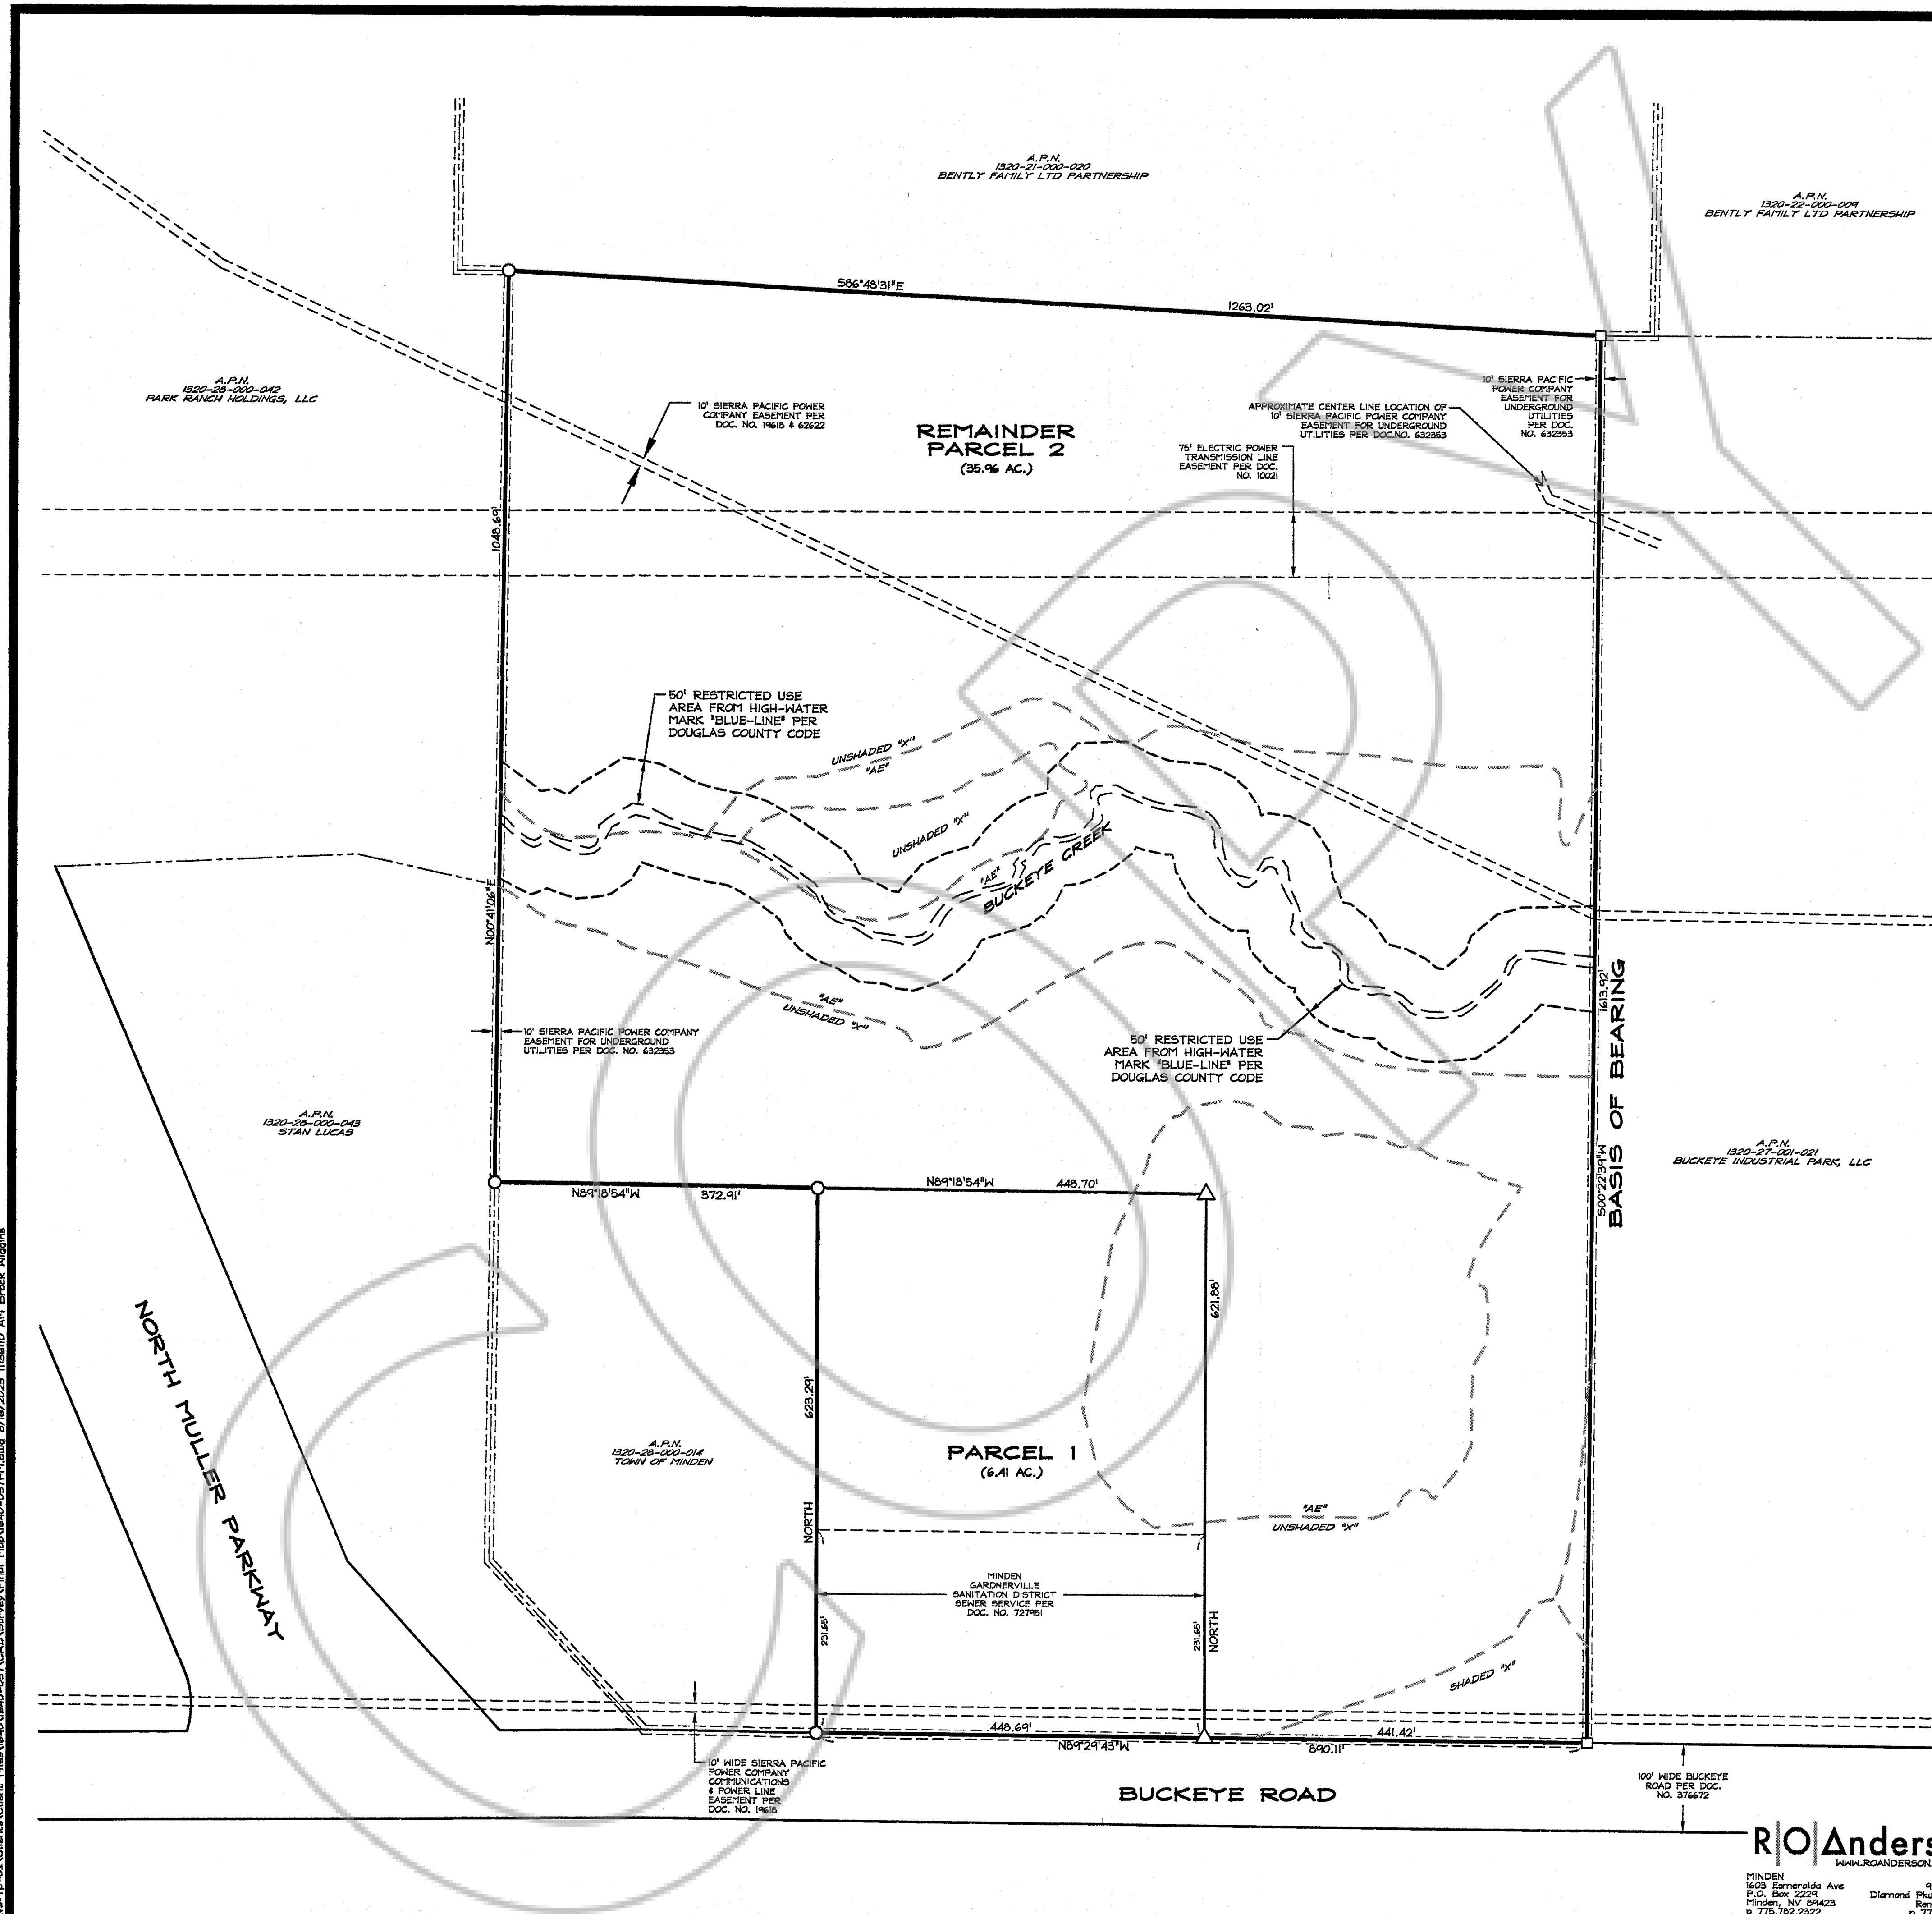 A.P.N.
1320-21-000-020
BENTLY FAMILY LTD PARTNERSHIP
A.P.N.
1320-22-000-009
BENTLY FAMILY LTD PARTNERSHIP
S86°48'31"E
1263.02'
A.P.N.
1320-28-000-042
PARK RANCH HOLDINGS, LLC
10' SIERRA PACIFIC POWER
COMPANY EASEMENT PER
DOC. NO. 19618 & 62622
REMAINDER
PARCEL 2
(35.96 AC.)
75' ELECTRIC POWER
TRANSMISSION LINE
EASEMENT PER DOC.
NO. 10021
APPROXIMATE CENTER LINE LOCATION OF
10' SIERRA PACIFIC POWER COMPANY
EASEMENT FOR UNDERGROUND
UTILITIES PER DOC.NO. 632353
10' SIERRA PACIFIC
POWER COMPANY
EASEMENT FOR
UNDERGROUND
UTILITIES
PER DOC.
NO. 632353
1048.69'
N00°41'06"E
50' RESTRICTED USE
AREA FROM HIGH-WATER
MARK "BLUE-LINE" PER
DOUGLAS COUNTY CODE
UNSHADED "X"
"AE"
UNSHADED "X"
"AE"
BUCKEYE CREEK
"AE"
UNSHADED "X"
50' RESTRICTED USE
AREA FROM HIGH-WATER
MARK "BLUE-LINE" PER
DOUGLAS COUNTY CODE
10' SIERRA PACIFIC POWER COMPANY
EASEMENT FOR UNDERGROUND
UTILITIES PER DOC. NO. 632353
1613.92'
S00°22'39"W
BASIS OF BEARING
A.P.N.
1320-28-000-043
STAN LUCAS
A.P.N.
1320-27-001-021
BUCKEYE INDUSTRIAL PARK, LLC
N89°18'54"W
372.91'
N89°18'54"W
448.70'
621.88'
623.29'
NORTH MULLER PARKWAY
A.P.N.
1320-28-000-014
TOWN OF MINDEN
PARCEL 1
(6.41 AC.)
NORTH
"AE"
UNSHADED "X"
MINDEN
GARDNERVILLE
SANITATION DISTRICT
SEWER SERVICE PER
DOC. NO. 727951
231.65'
231.65'
NORTH
SHADED "X"
448.69'
441.42'
N89°29'43"W
890.11'
10' WIDE SIERRA PACIFIC
POWER COMPANY
COMMUNICATIONS
& POWER LINE
EASEMENT PER
DOC. NO. 19618
BUCKEYE ROAD
100' WIDE BUCKEYE
ROAD PER DOC.
NO. 376672
R|O|Anders
WWW.ROANDERSON.
MINDEN
1603 Esmeralda Ave
P.O. Box 2229
Minden, NV 89423
p 775.782.2322
Diamond
COPY